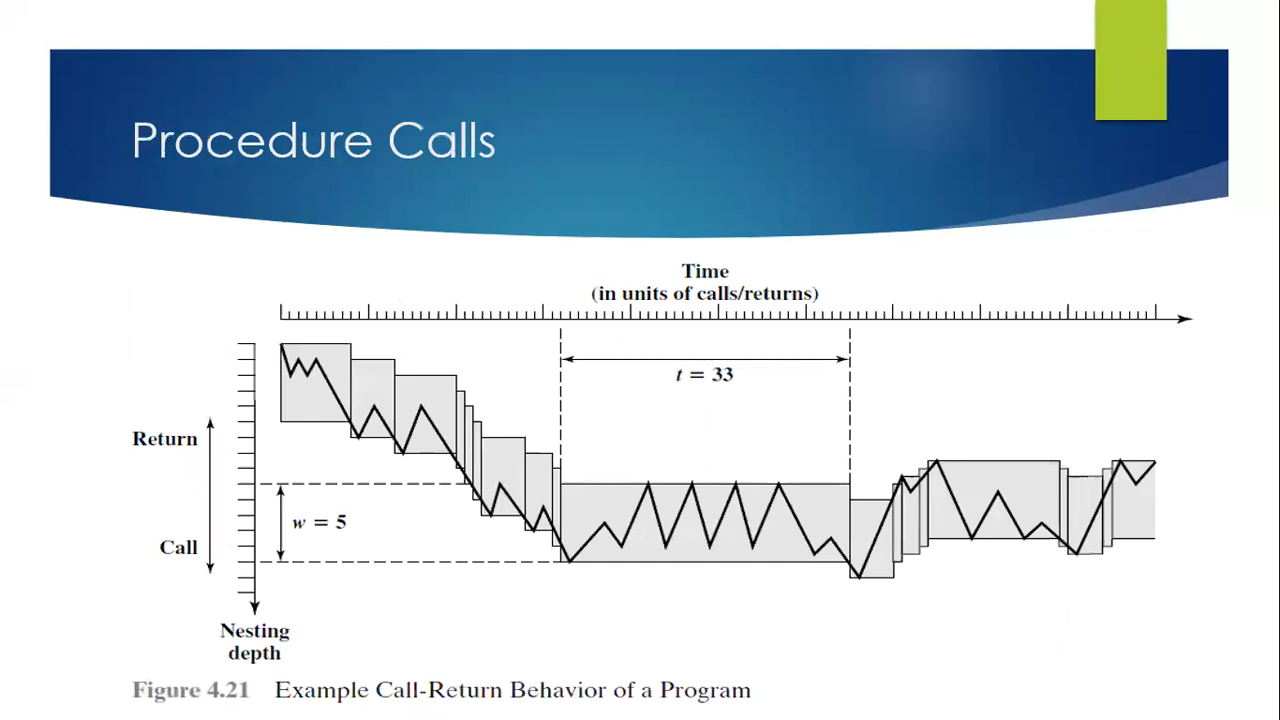 Procedure Calls
Time
(in units of calls/returns)
t = 33
Return
w = 5
Call
Nesting
depth
Figure 4.21 Example Call-Return Behavior of a Program